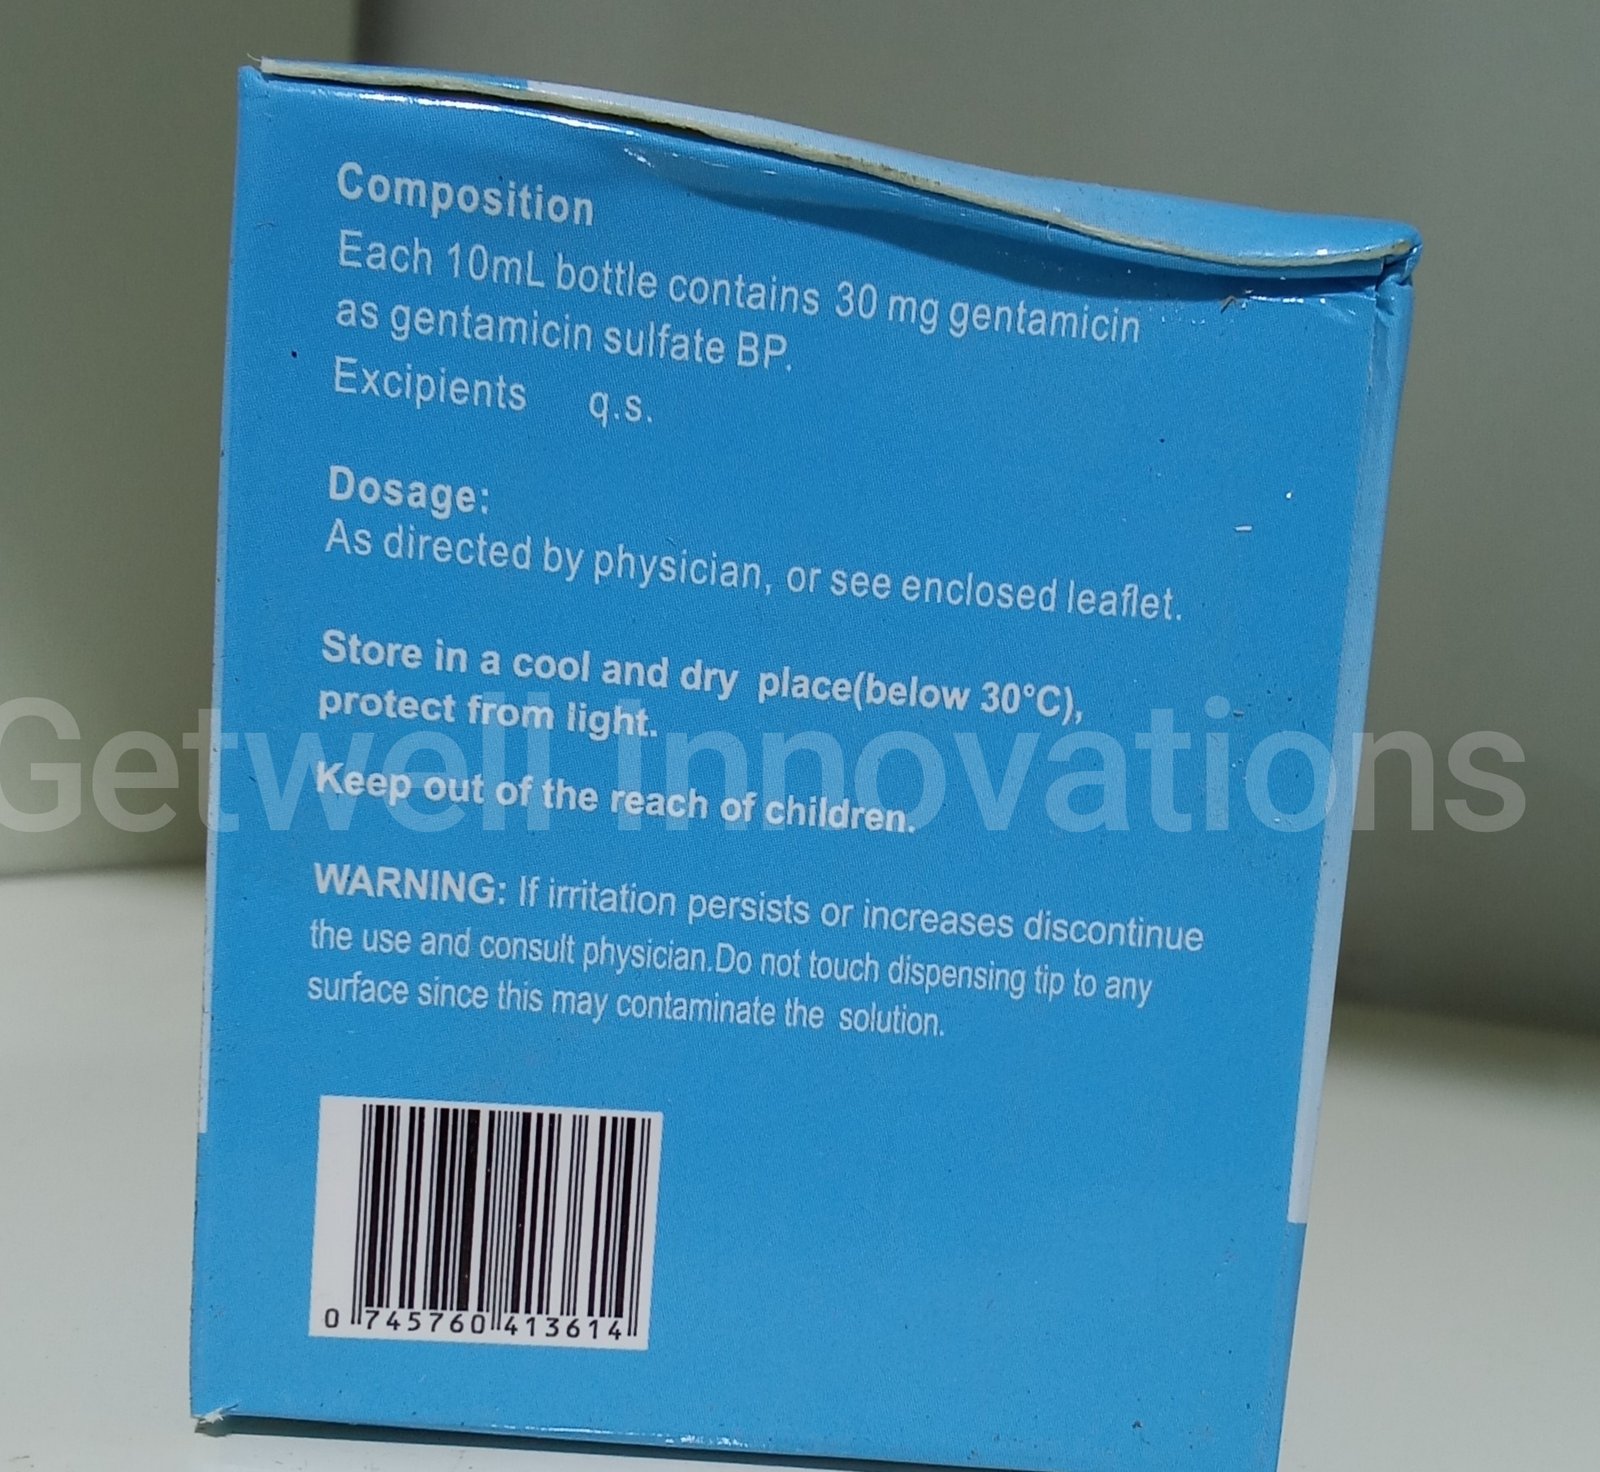 Composition
Each 10mL bottle contains 30 mg gentamicin
as gentamicin sulfate BP.
Excipients q.s.
Dosage:
As directed by physician, or see enclosed leaflet.
Store in a cool and dry place(below 30°C),
protect from light.
Getwell Innovations
Keep out of the reach of children.
WARNING: If irritation persists or increases discontinue
the use and consult physician.Do not touch dispensing tip to any
surface since this may contaminate the solution.
0 745760 413614